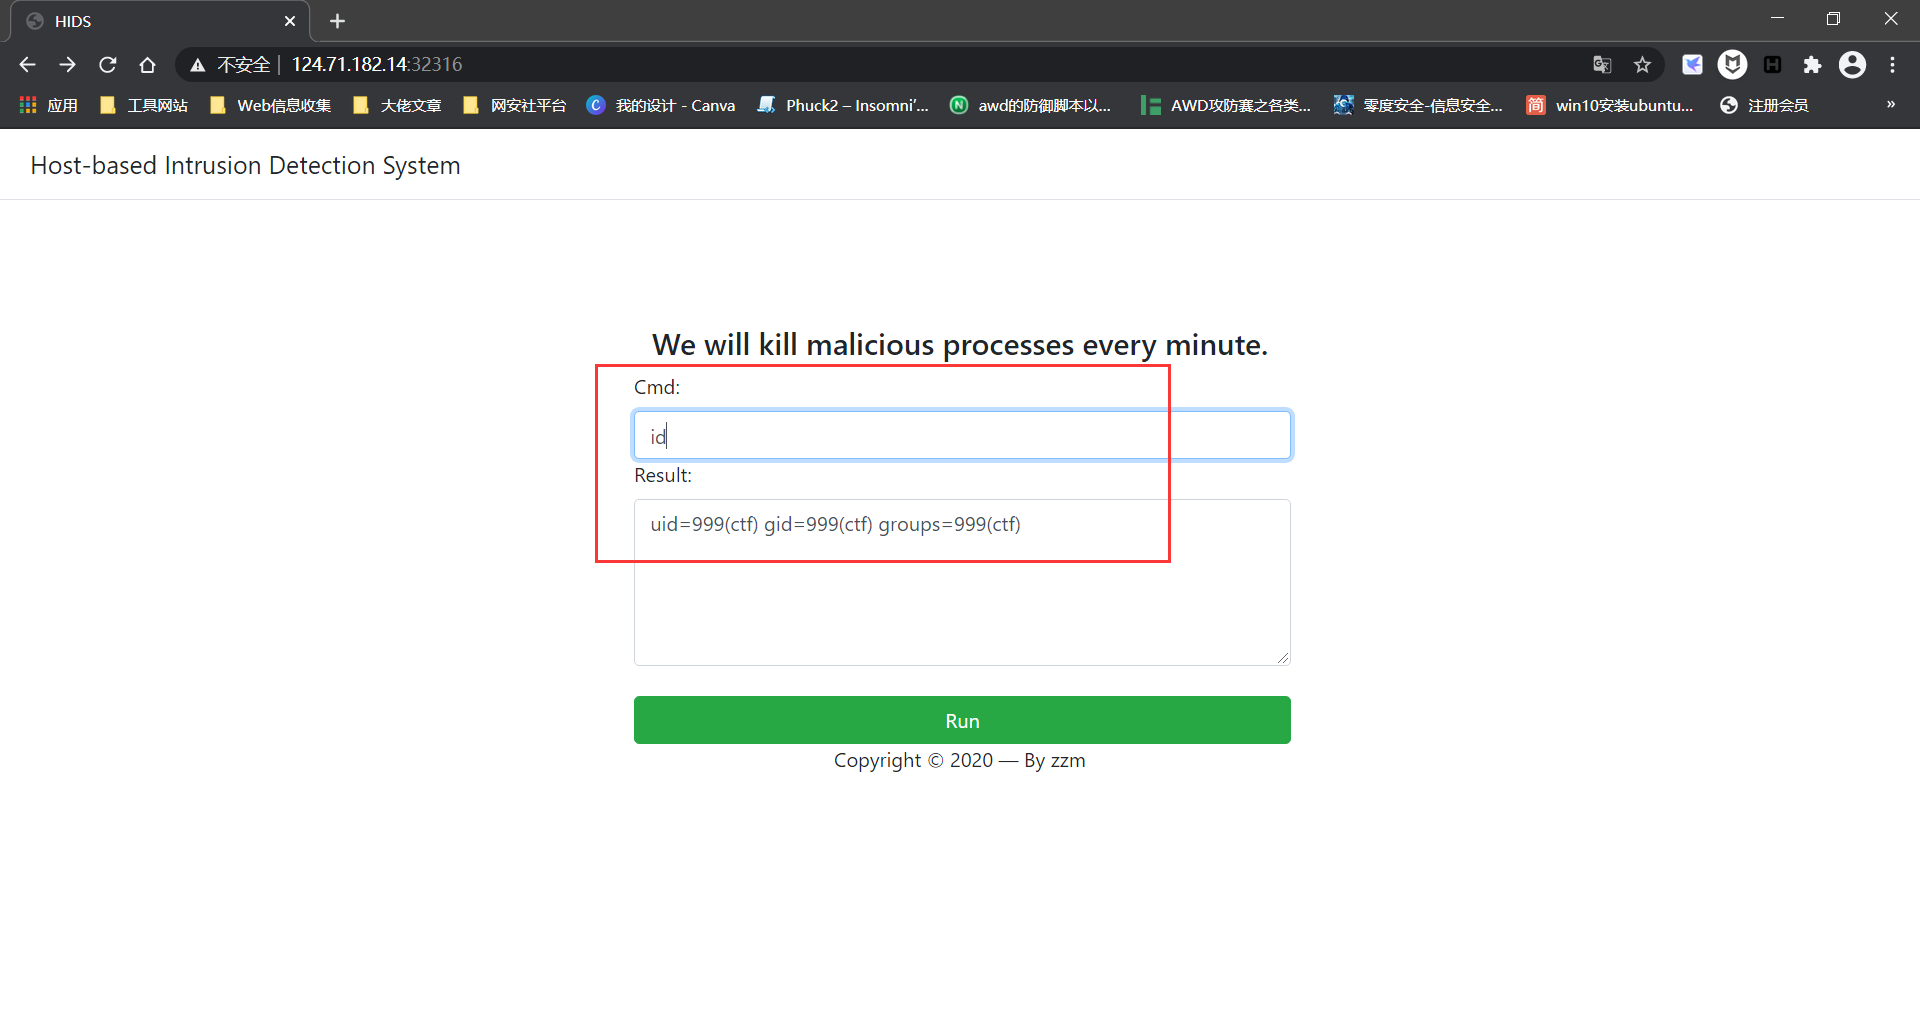 HIDS
不安全 | 124.71.182.14:32316
应用 工具网站 Web信息收集 大佬文章 网安社平台 C 我的设计 - Canva Phuck2 – Insomni’... N awd的防御脚本以... AWD攻防赛之各类... 零度安全-信息安全... 简 win10安装ubuntu... 注册会员 »
Host-based Intrusion Detection System
We will kill malicious processes every minute.
Cmd:
id
Result:
uid=999(ctf) gid=999(ctf) groups=999(ctf)
Run
Copyright © 2020 — By zzm